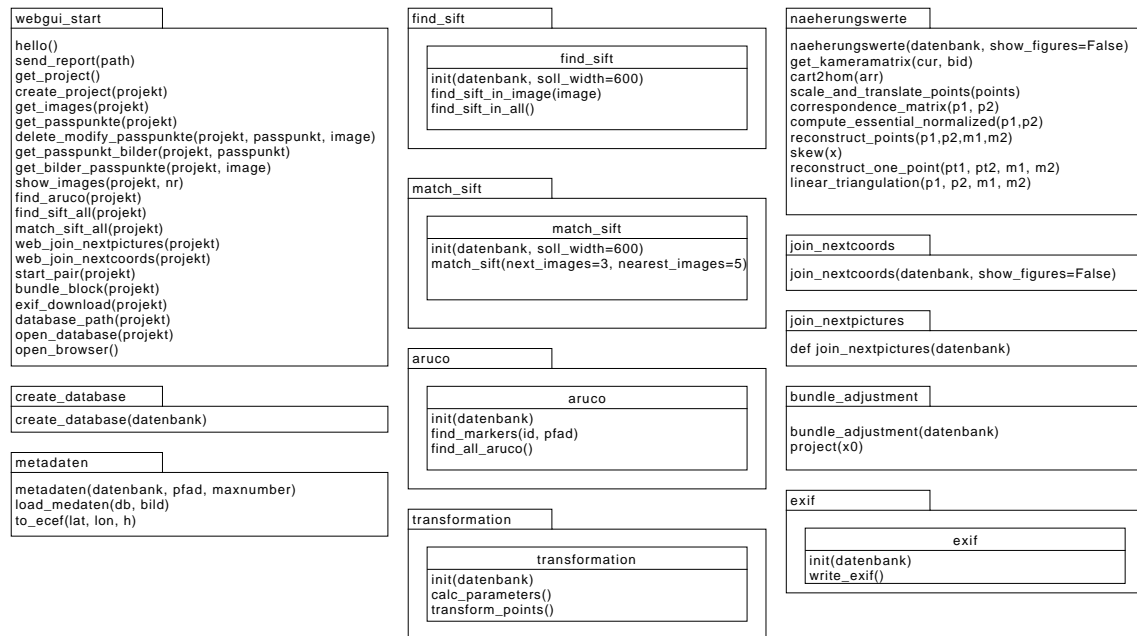 webgui_start
hello()
send_report(path)
get_project()
create_project(projekt)
get_images(projekt)
get_passpunkte(projekt)
delete_modify_passpunkte(projekt, passpunkt, image)
get_passpunkt_bilder(projekt, passpunkt)
get_bilder_passpunkte(projekt, image)
show_images(projekt, nr)
find_aruco(projekt)
find_sift_all(projekt)
match_sift_all(projekt)
web_join_nextpictures(projekt)
web_join_nextcoords(projekt)
start_pair(projekt)
bundle_block(projekt)
exif_download(projekt)
database_path(projekt)
open_database(projekt)
open_browser()
create_database
create_database(datenbank)
metadaten
metadaten(datenbank, pfad, maxnumber)
load_medaten(db, bild)
to_ecef(lat, lon, h)
find_sift
find_sift
init(datenbank, soll_width=600)
find_sift_in_image(image)
find_sift_in_all()
match_sift
match_sift
init(datenbank, soll_width=600)
match_sift(next_images=3, nearest_images=5)
aruco
aruco
init(datenbank)
find_markers(id, pfad)
find_all_aruco()
transformation
transformation
init(datenbank)
calc_parameters()
transform_points()
naeherungswerte
naeherungswerte(datenbank, show_figures=False)
get_kameramatrix(cur, bid)
cart2hom(arr)
scale_and_translate_points(points)
correspondence_matrix(p1, p2)
compute_essential_normalized(p1,p2)
reconstruct_points(p1,p2,m1,m2)
skew(x)
reconstruct_one_point(pt1, pt2, m1, m2)
linear_triangulation(p1, p2, m1, m2)
join_nextcoords
join_nextcoords(datenbank, show_figures=False)
join_nextpictures
def join_nextpictures(datenbank)
bundle_adjustment
bundle_adjustment(datenbank)
project(x0)
exif
exif
init(datenbank)
write_exif()